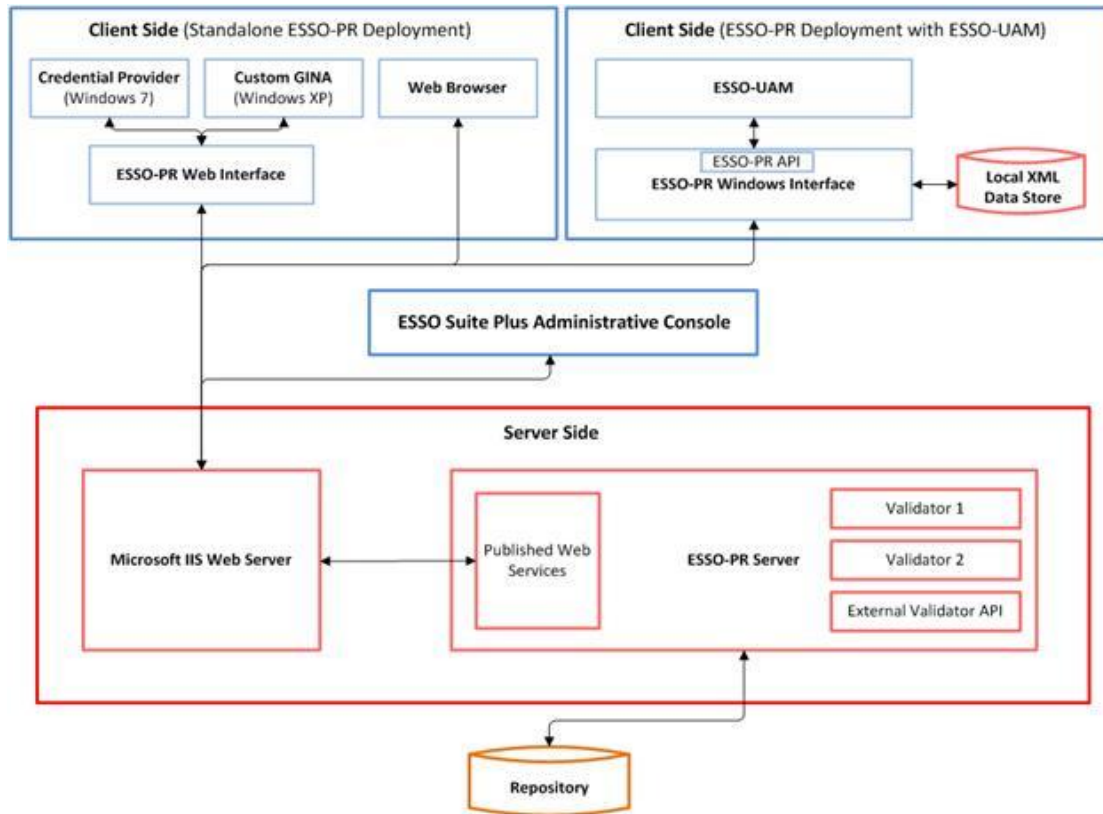 Client Side (Standalone ESSO-PR Deployment)
Credential Provider
(Windows 7)
Custom GINA
(Windows XP)
Web Browser
ESSO-PR Web Interface
Client Side (ESSO-PR Deployment with ESSO-UAM)
ESSO-UAM
ESSO-PR API
ESSO-PR Windows Interface
Local XML
Data Store
ESSO Suite Plus Administrative Console
Server Side
Microsoft IIS Web Server
Published Web
Services
ESSO-PR Server
Validator 1
Validator 2
External Validator API
Repository